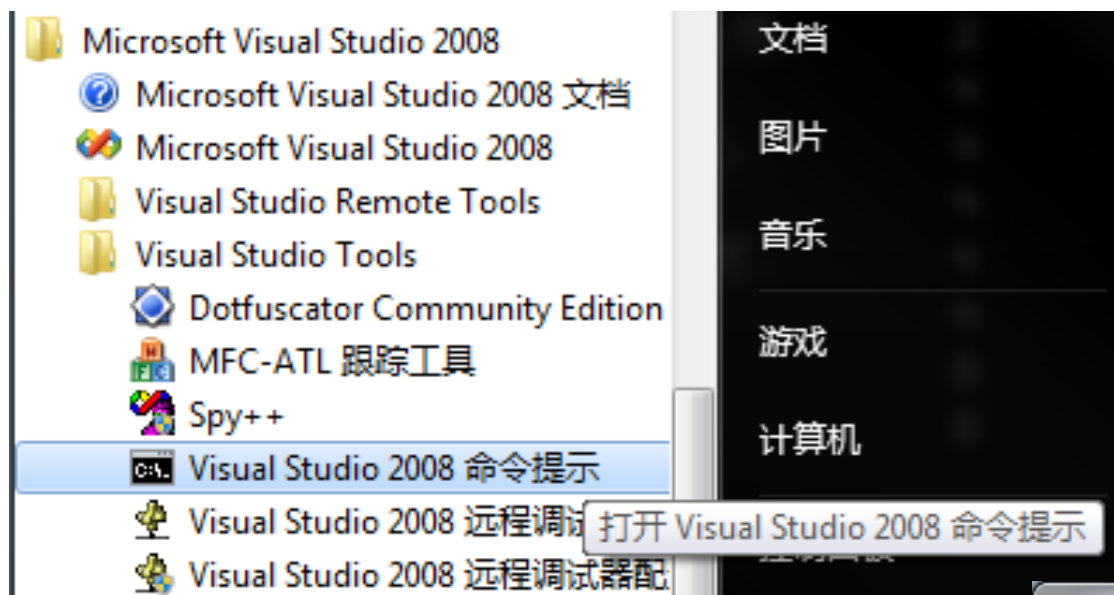 Microsoft Visual Studio 2008
Microsoft Visual Studio 2008 文档
Microsoft Visual Studio 2008
Visual Studio Remote Tools
Visual Studio Tools
Dotfuscator Community Edition
MFC-ATL 跟踪工具
Spy++
Visual Studio 2008 命令提示
Visual Studio 2008 远程调试
Visual Studio 2008 远程调试器配
文档
图片
音乐
游戏
计算机
打开 Visual Studio 2008 命令提示